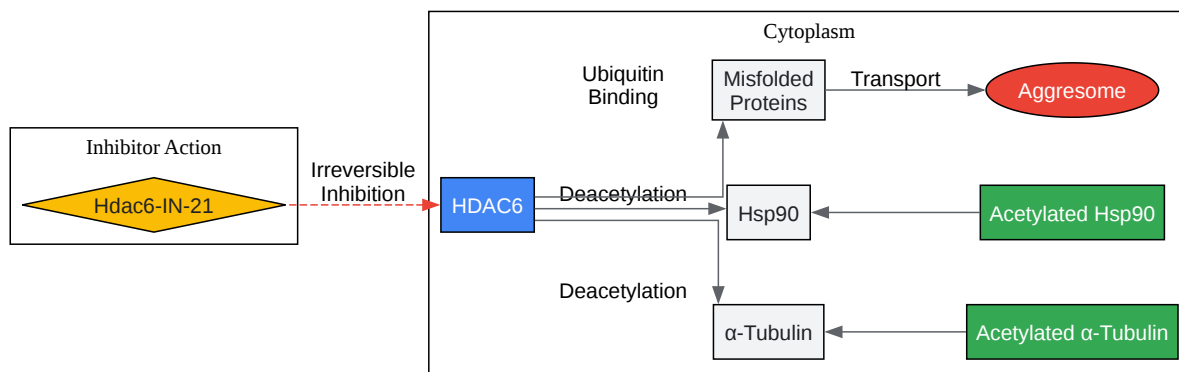 Cytoplasm
Ubiquitin
Binding
Misfolded
Proteins
Transport
Aggresome
Inhibitor Action
Hdac6-IN-21
Irreversible
Inhibition
HDAC6
Deacetylation
Hsp90
Acetylated Hsp90
Deacetylation
α-Tubulin
Acetylated α-Tubulin